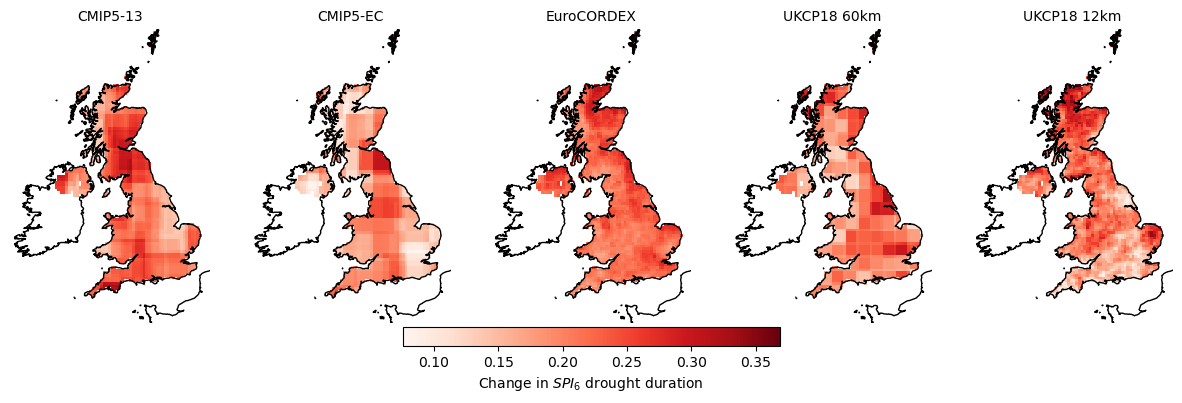 CMIP5-13 CMIP5-EC EuroCORDEX UKCP18 60km UKCP18 12km
0.10 0.15 0.20 0.25 0.30 0.35
Change in SPI₆ drought duration